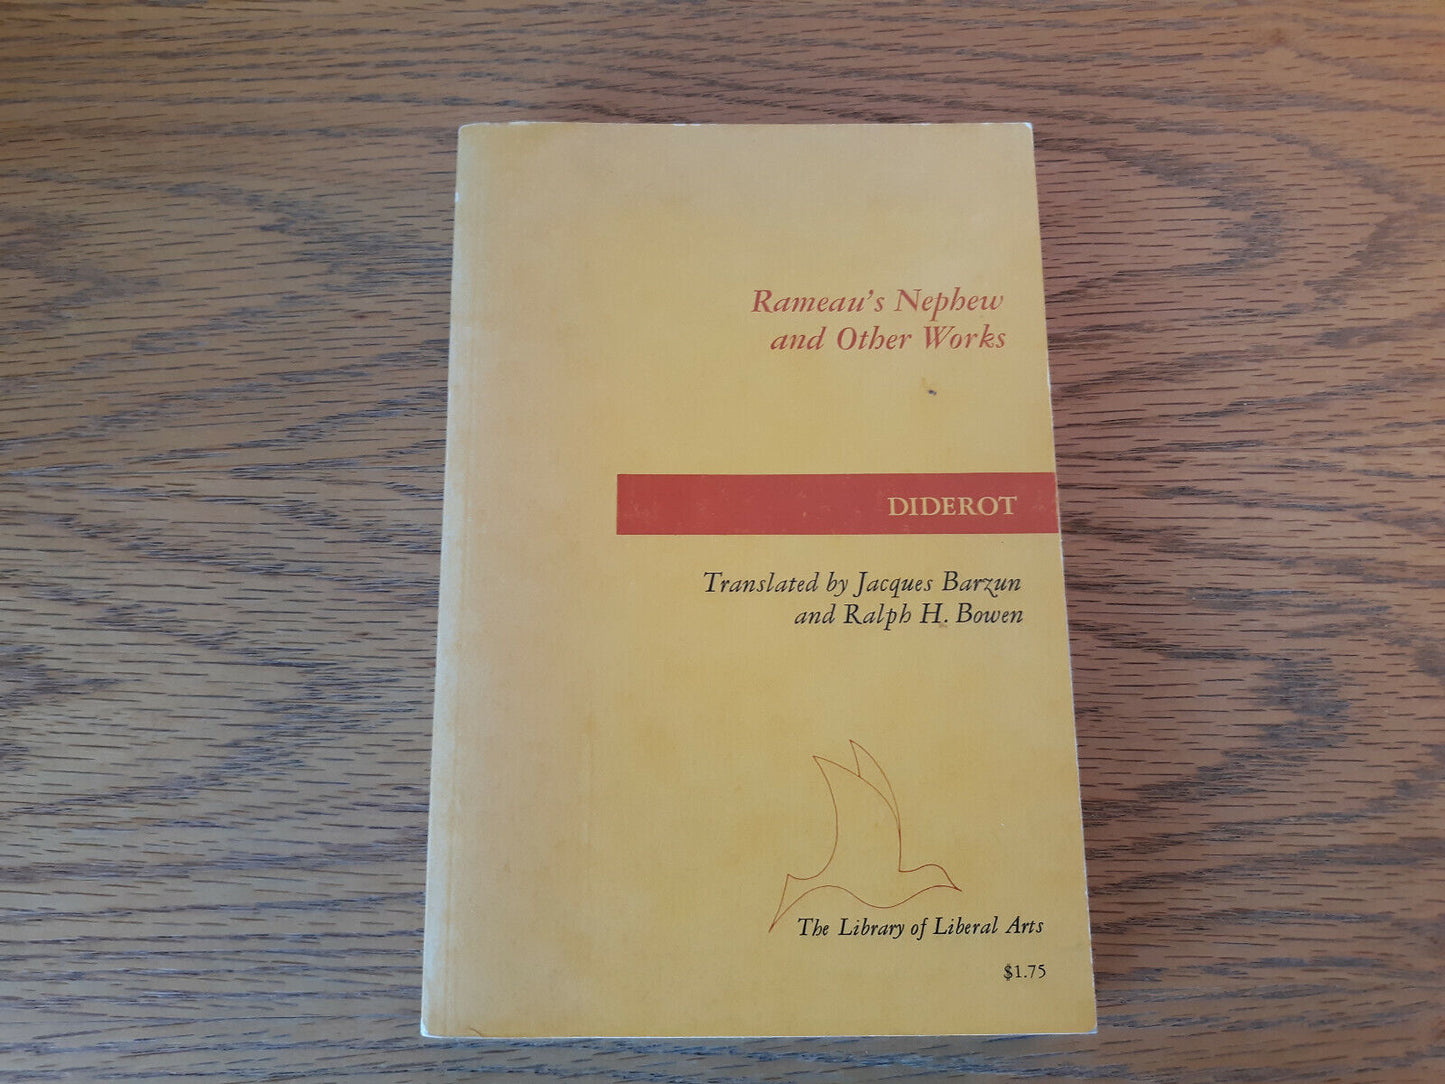 Rameau's Nephew
and Other Works
DIDEROT
Translated by Jacques Barzun
and Ralph H. Bowen
The Library of Liberal Arts
$1.75